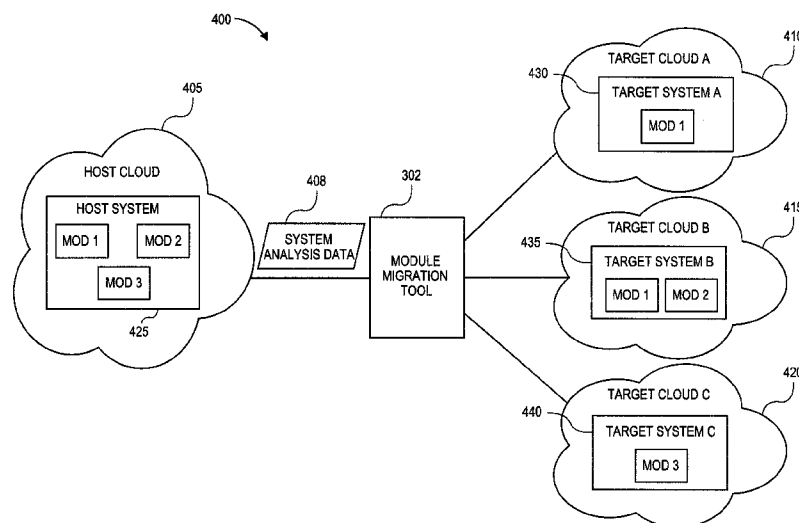 400
405
HOST CLOUD
HOST SYSTEM
MOD 1
MOD 2
MOD 3
425
408
SYSTEM
ANALYSIS DATA
302
MODULE
MIGRATION
TOOL
410
TARGET CLOUD A
430
TARGET SYSTEM A
MOD 1
415
TARGET CLOUD B
435
TARGET SYSTEM B
MOD 1
MOD 2
420
TARGET CLOUD C
440
TARGET SYSTEM C
MOD 3